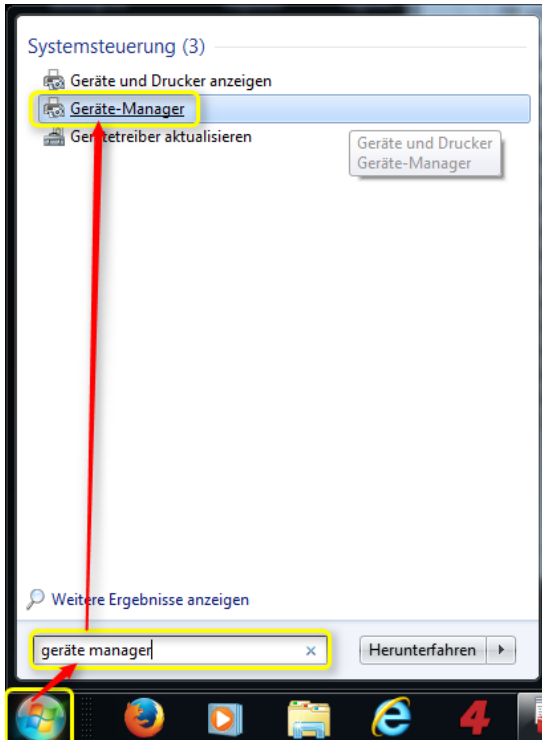 Systemsteuerung (3)
Geräte und Drucker anzeigen
Geräte-Manager
Gerätetreiber aktualisieren
Geräte und Drucker
Geräte-Manager
Weitere Ergebnisse anzeigen
geräte manager
Herunterfahren
4